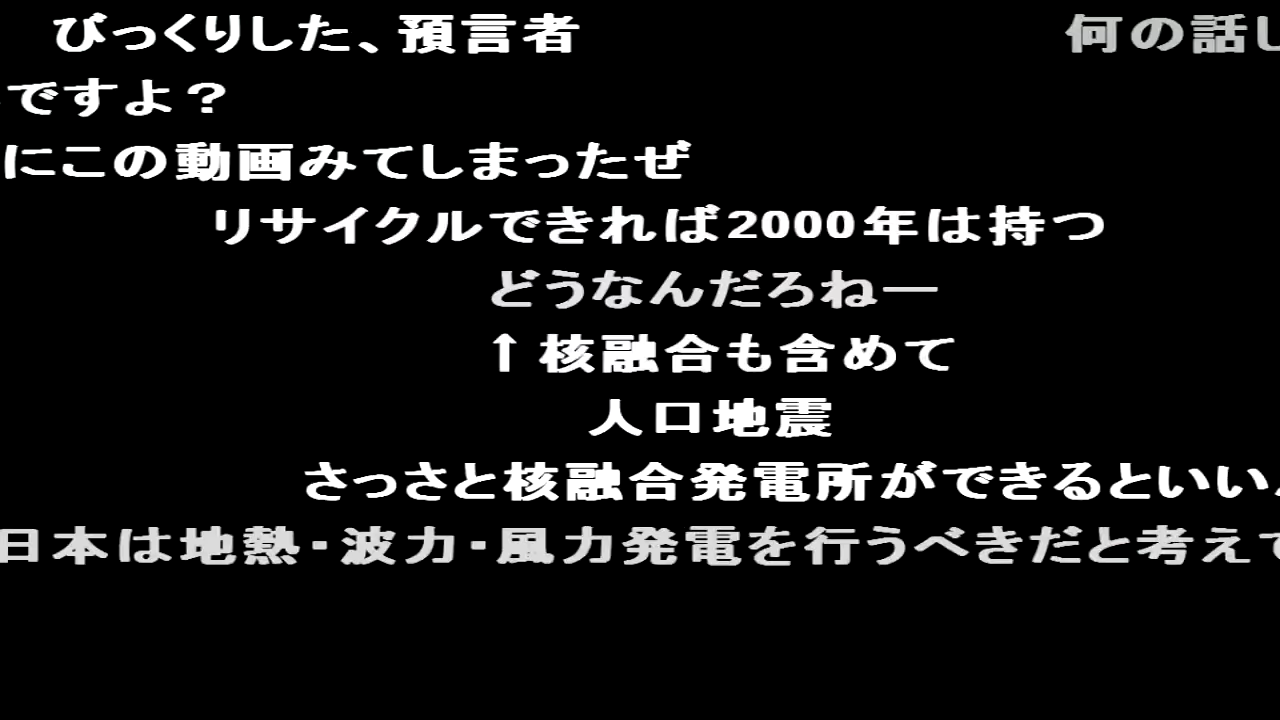 びっくりした、預言者
何の話し
ですよ？
にこの動画みてしまったぜ
リサイクルできれば2000年は持つ
どうなんだろねー
↑核融合も含めて
人口地震
さっさと核融合発電所ができるといい
日本は地熱・波力・風力発電を行うべきだと考えて